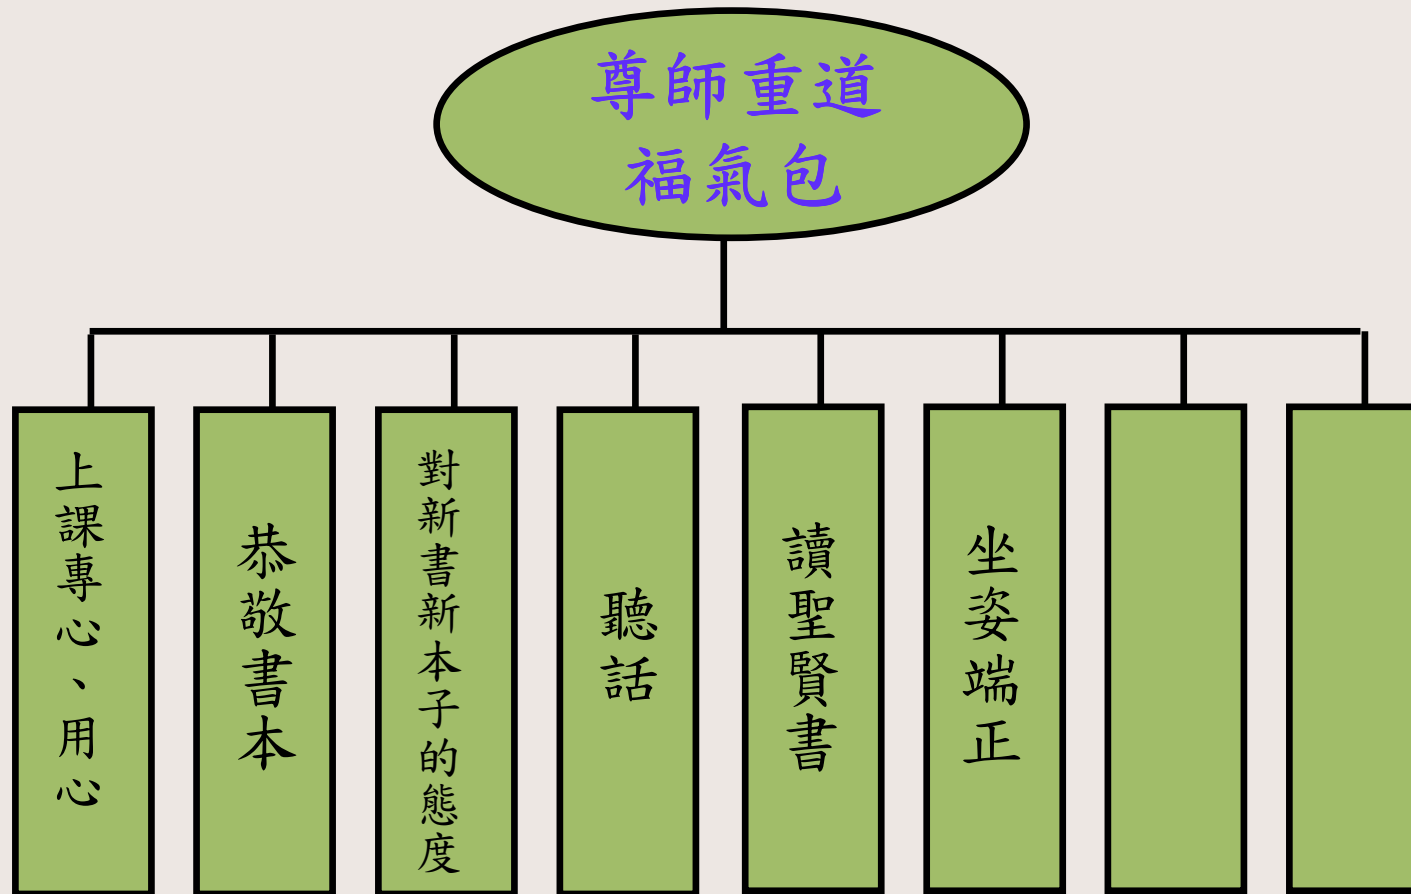 尊師重道
福氣包
上課專心、用心
恭敬書本
對新書新本子的態度
聽話
讀聖賢書
坐姿端正